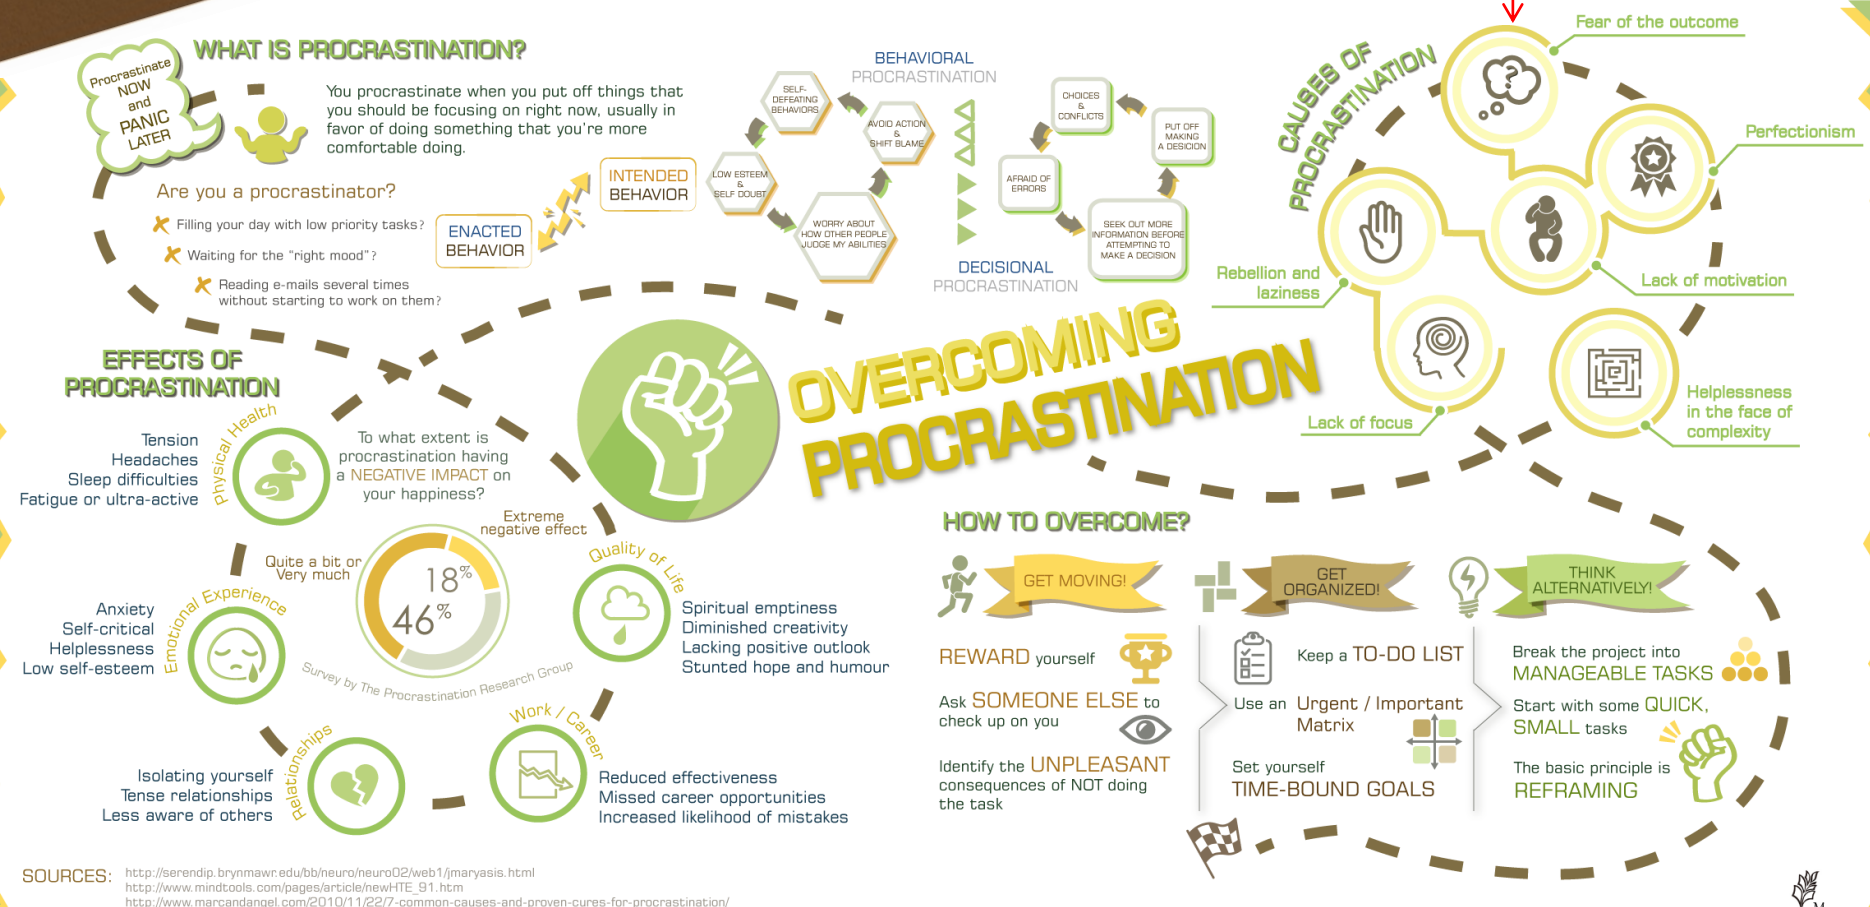 WHAT IS PROCRASTINATION?
Procrastinate
NOW
and
PANIC
LATER
You procrastinate when you put off things that
you should be focusing on right now, usually in
favor of doing something that you're more
comfortable doing.
Are you a procrastinator?
Filling your day with low priority tasks?
Waiting for the "right mood"?
Reading e-mails several times
without starting to work on them?
ENACTED
BEHAVIOR
INTENDED
BEHAVIOR
BEHAVIORAL
PROCRASTINATION
SELF-
DEFEATING
BEHAVIORS
AVOID ACTION
&
SHIFT BLAME
LOW ESTEEM
&
SELF DOUBT
WORRY ABOUT
HOW OTHER PEOPLE
JUDGE MY ABILITIES
CHOICES
&
CONFLICTS
PUT OFF
MAKING
A DESICION
AFRAID OF
ERRORS
SEEK OUT MORE
INFORMATION BEFORE
ATTEMPTING TO
MAKE A DECISION
DECISIONAL
PROCRASTINATION
CAUSES OF
PROCRASTINATION
Fear of the outcome
Perfectionism
Rebellion and
laziness
Lack of motivation
Lack of focus
Helplessness
in the face of
complexity
OVERCOMING
PROCRASTINATION
EFFECTS OF
PROCRASTINATION
Physical Health
Tension
Headaches
Sleep difficulties
Fatigue or ultra-active
To what extent is
procrastination having
a NEGATIVE IMPACT on
your happiness?
Extreme
negative effect
Quite a bit or
Very much
18%
46%
Survey by The Procrastination Research Group
Emotional Experience
Anxiety
Self-critical
Helplessness
Low self-esteem
Quality of Life
Spiritual emptiness
Diminished creativity
Lacking positive outlook
Stunted hope and humour
Relationships
Isolating yourself
Tense relationships
Less aware of others
Work / Career
Reduced effectiveness
Missed career opportunities
Increased likelihood of mistakes
HOW TO OVERCOME?
GET MOVING!
REWARD yourself
Ask SOMEONE ELSE to
check up on you
Identify the UNPLEASANT
consequences of NOT doing
the task
GET
ORGANIZED!
Keep a TO-DO LIST
Use an Urgent / Important
Matrix
Set yourself
TIME-BOUND GOALS
THINK
ALTERNATIVELY!
Break the project into
MANAGEABLE TASKS
Start with some QUICK,
SMALL tasks
The basic principle is
REFRAMING
SOURCES:
http://serendip.brynmawr.edu/bb/neuro/neuro02/web1/jmaryasis.html
http://www.mindtools.com/pages/article/newHTE_91.htm
http://www.marcandangel.com/2010/11/22/7-common-causes-and-proven-cures-for-procrastination/